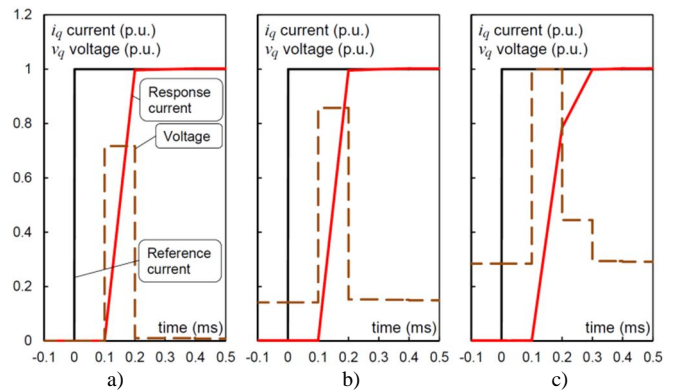 i_q current (p.u.)
v_q voltage (p.u.)
Response current
Voltage
Reference current
time (ms)
1.2
1
0.8
0.6
0.4
0.2
0
-0.1 0 0.1 0.2 0.3 0.4 0.5
a)
i_q current (p.u.)
v_q voltage (p.u.)
time (ms)
-0.1 0 0.1 0.2 0.3 0.4 0.5
b)
i_q current (p.u.)
v_q voltage (p.u.)
time (ms)
-0.1 0 0.1 0.2 0.3 0.4 0.5
c)